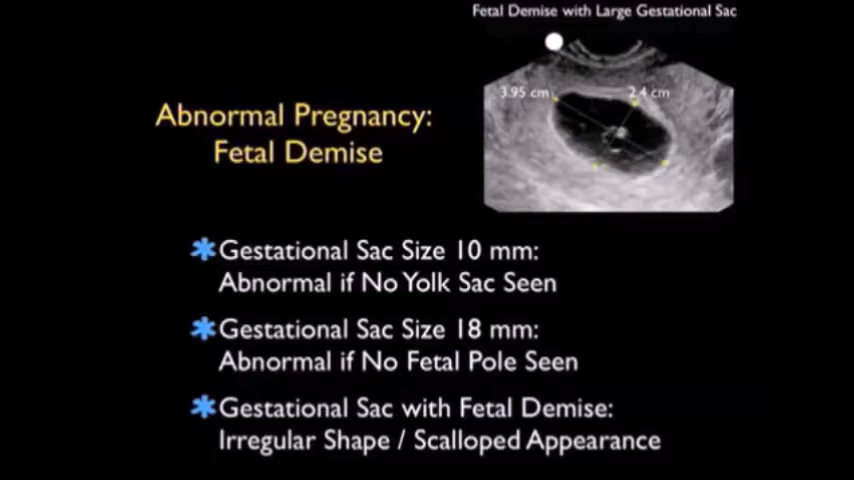 Fetal Demise with Large Gestational Sac
3.95 cm
2.4 cm
Abnormal Pregnancy:
Fetal Demise
Gestational Sac Size 10 mm:
Abnormal if No Yolk Sac Seen
Gestational Sac Size 18 mm:
Abnormal if No Fetal Pole Seen
Gestational Sac with Fetal Demise:
Irregular Shape / Scalloped Appearance